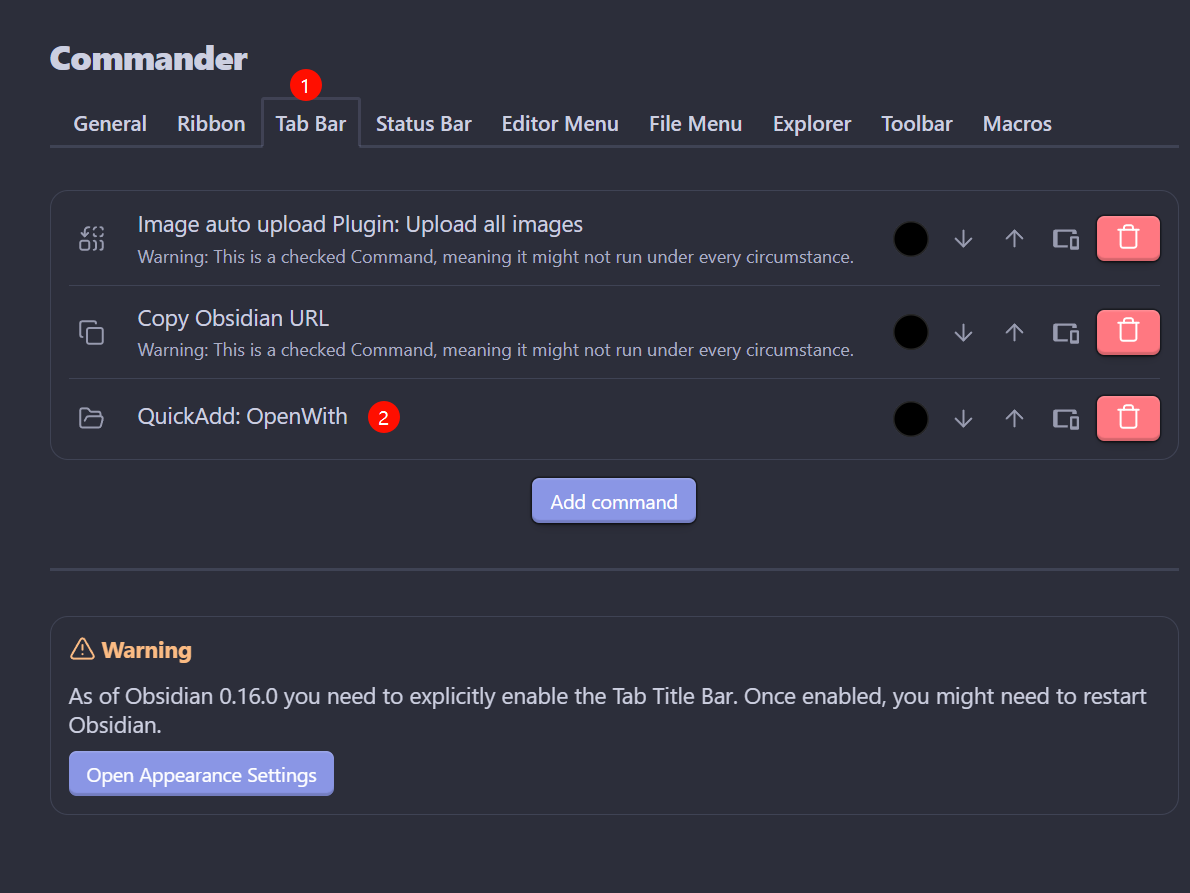 Commander
1
General Ribbon Tab Bar Status Bar Editor Menu File Menu Explorer Toolbar Macros
Image auto upload Plugin: Upload all images
Warning: This is a checked Command, meaning it might not run under every circumstance.
Copy Obsidian URL
Warning: This is a checked Command, meaning it might not run under every circumstance.
QuickAdd: OpenWith 2
Add command
Warning
As of Obsidian 0.16.0 you need to explicitly enable the Tab Title Bar. Once enabled, you might need to restart
Obsidian.
Open Appearance Settings